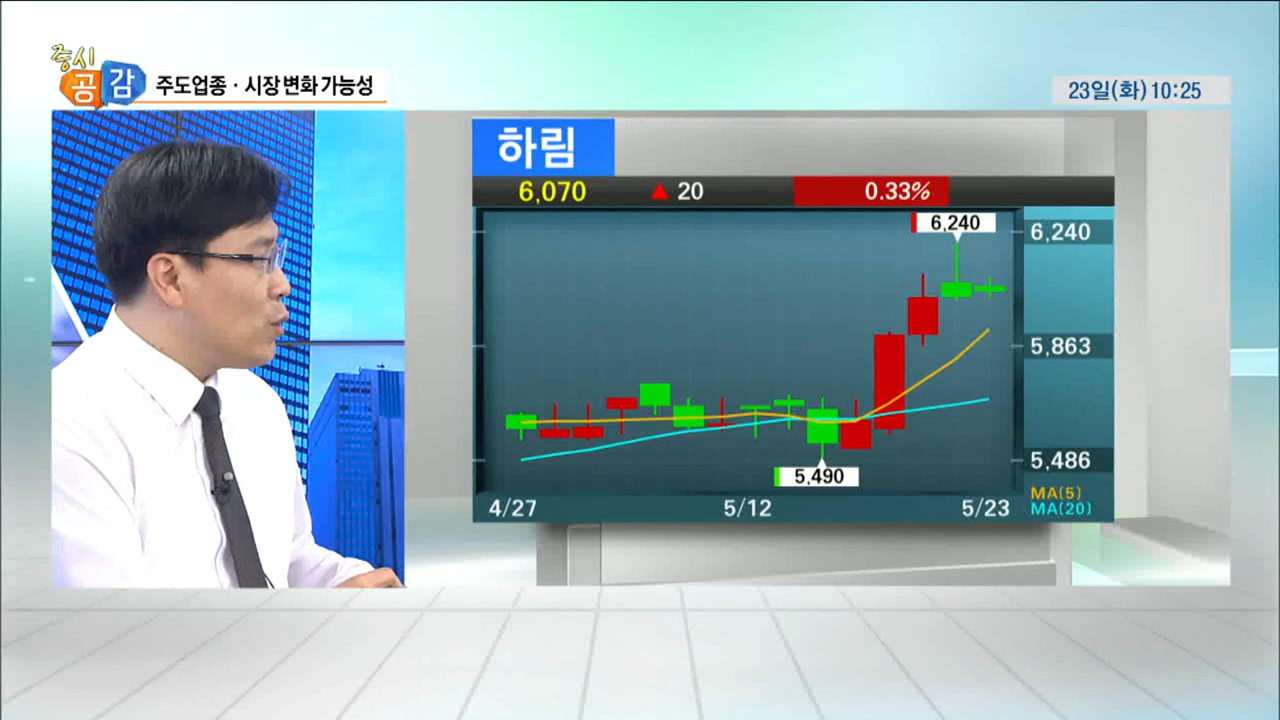 증시
공감
주도업종·시장 변화 가능성
23일(화) 10:25
하림
6,070 ▲ 20 0.33%
6,240
6,240
5,863
5,486
5,490
MA(5)
MA(20)
4/27 5/12 5/23